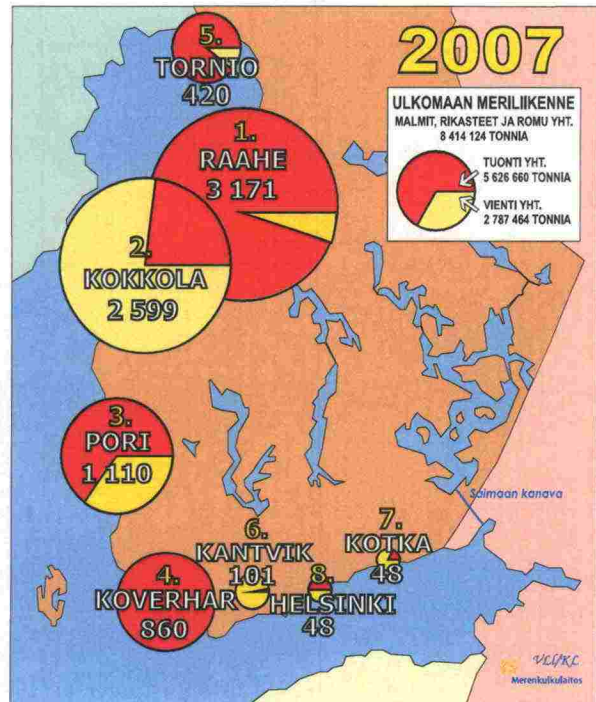 2007
ULKOMAAN MERILIIKENNE
MALMIT, RIKASTEET JA ROMU YHT.
8 414 124 TONNIA
TUONTI YHT.
5 626 660 TONNIA
VIENTI YHT.
2 787 464 TONNIA
5.
TORNIO
420
1.
RAAHE
3 171
2.
KOKKOLA
2 599
3.
PORI
1 110
Saimaan kanava
7.
KOTKA
48
6.
KANTVIK
101
8.
HELSINKI
48
4.
KOVERHAR
860
VLI/KL
Merenkulkulaitos